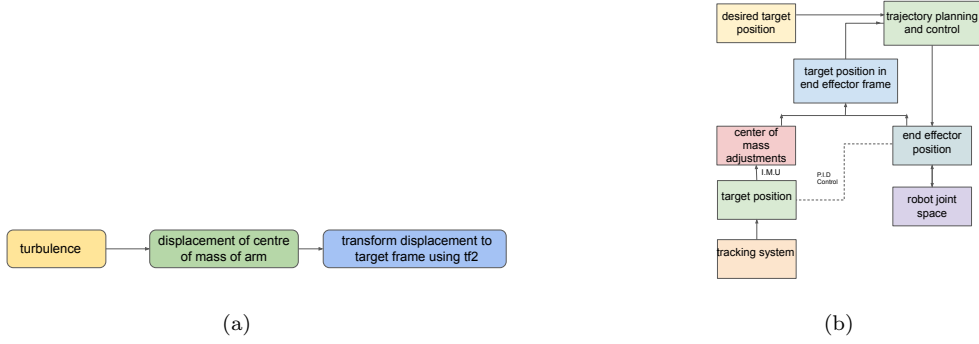 turbulence
displacement of centre
of mass of arm
transform displacement to
target frame using tf2
(a)
desired target
position
trajectory planning
and control
target position in
end effector frame
center of
mass
adjustments
end effector
position
I.M.U
P.I.D
Control
target position
robot joint
space
tracking system
(b)